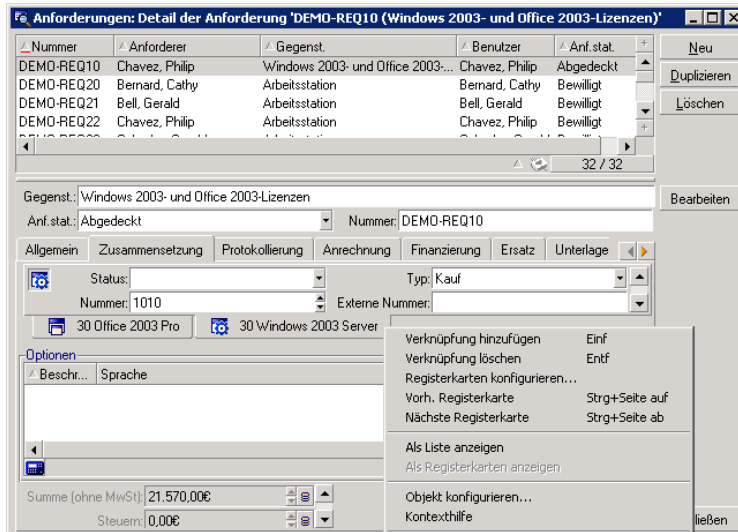 Anforderungen: Detail der Anforderung 'DEMO-REQ10 (Windows 2003- und Office 2003-Lizenzen)'
Nummer Anforderer Gegenst. Benutzer Anf.stat.
DEMO-REQ10 Chavez, Philip Windows 2003- und Office 2003-... Chavez, Philip Abgedeckt
DEMO-REQ20 Bernard, Cathy Arbeitsstation Bernard, Cathy Bewilligt
DEMO-REQ21 Bell, Gerald Arbeitsstation Bell, Gerald Bewilligt
DEMO-REQ22 Chavez, Philip Arbeitsstation Chavez, Philip Bewilligt
32 / 32
Neu
Duplizieren
Löschen
Gegenst.: Windows 2003- und Office 2003-Lizenzen
Bearbeiten
Anf.stat.: Abgedeckt Nummer: DEMO-REQ10
Allgemein Zusammensetzung Protokollierung Anrechnung Finanzierung Ersatz Unterlage
Status: Typ: Kauf
Nummer: 1010 Externe Nummer:
30 Office 2003 Pro 30 Windows 2003 Server
Verknüpfung hinzufügen Einf
Verknüpfung löschen Entf
Registerkarten konfigurieren...
Vorh. Registerkarte Strg+Seite auf
Nächste Registerkarte Strg+Seite ab
Als Liste anzeigen
Als Registerkarten anzeigen
Objekt konfigurieren...
Kontexthilfe
Optionen
Beschr... Sprache
Summe (ohne MwSt): 21.570,00€
Steuern: 0,00€
ließen